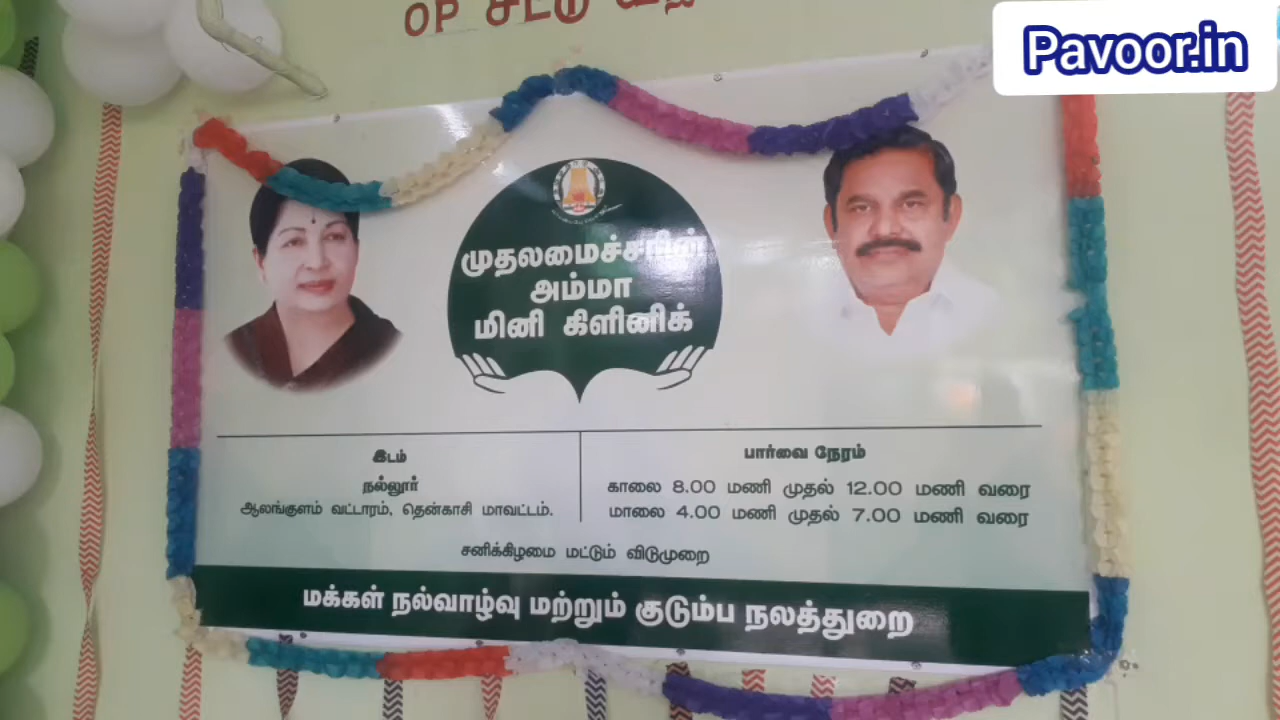 OP சீட்டு
Pavoor.in
முதலமைச்சரின்
அம்மா
மினி கிளினிக்
இடம்
நல்லூர்
ஆலங்குளம் வட்டாரம், தென்காசி மாவட்டம்.
பார்வை நேரம்
காலை 8.00 மணி முதல் 12.00 மணி வரை
மாலை 4.00 மணி முதல் 7.00 மணி வரை
சனிக்கிழமை மட்டும் விடுமுறை
மக்கள் நல்வாழ்வு மற்றும் குடும்ப நலத்துறை